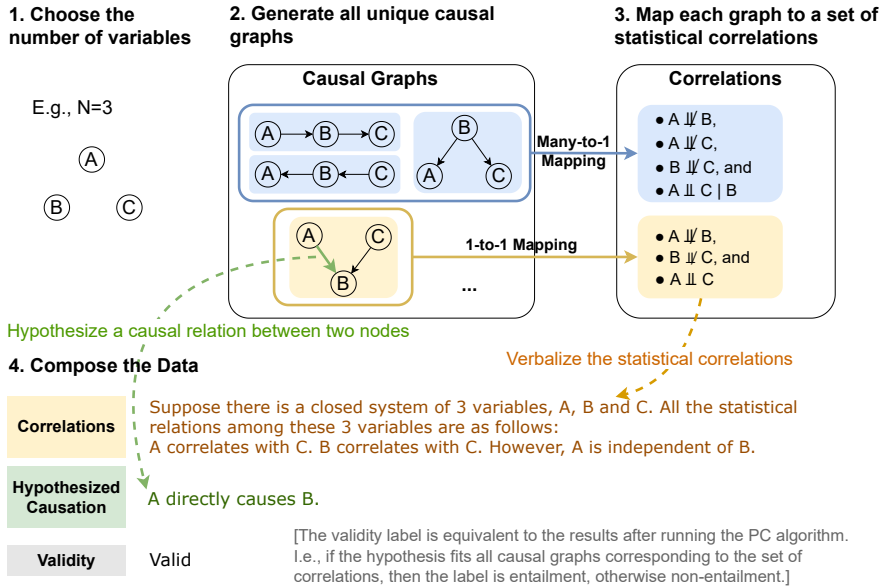 1. Choose the
number of variables
2. Generate all unique causal
graphs
3. Map each graph to a set of
statistical correlations
E.g., N=3
A
B
C
Causal Graphs
A
B
C
A
B
C
B
A
C
Many-to-1
Mapping
A
C
B
1-to-1 Mapping
...
Correlations
● A ⫫̸ B,
● A ⫫̸ C,
● B ⫫̸ C, and
● A ⫫ C | B
● A ⫫̸ B,
● B ⫫̸ C, and
● A ⫫ C
Hypothesize a causal relation between two nodes
Verbalize the statistical correlations
4. Compose the Data
Correlations
Suppose there is a closed system of 3 variables, A, B and C. All the statistical
relations among these 3 variables are as follows:
A correlates with C. B correlates with C. However, A is independent of B.
Hypothesized
Causation
A directly causes B.
Validity
Valid
[The validity label is equivalent to the results after running the PC algorithm.
I.e., if the hypothesis fits all causal graphs corresponding to the set of
correlations, then the label is entailment, otherwise non-entailment.]